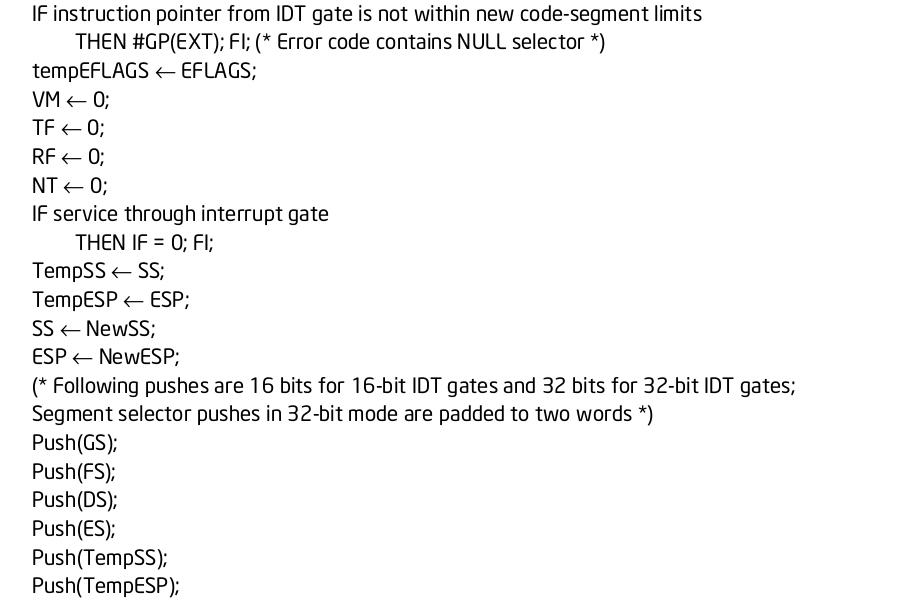 IF instruction pointer from IDT gate is not within new code-segment limits
THEN #GP(EXT); FI; (* Error code contains NULL selector *)
tempEFLAGS ← EFLAGS;
VM ← 0;
TF ← 0;
RF ← 0;
NT ← 0;
IF service through interrupt gate
THEN IF = 0; FI;
TempSS ← SS;
TempESP ← ESP;
SS ← NewSS;
ESP ← NewESP;
(* Following pushes are 16 bits for 16-bit IDT gates and 32 bits for 32-bit IDT gates;
Segment selector pushes in 32-bit mode are padded to two words *)
Push(GS);
Push(FS);
Push(DS);
Push(ES);
Push(TempSS);
Push(TempESP);